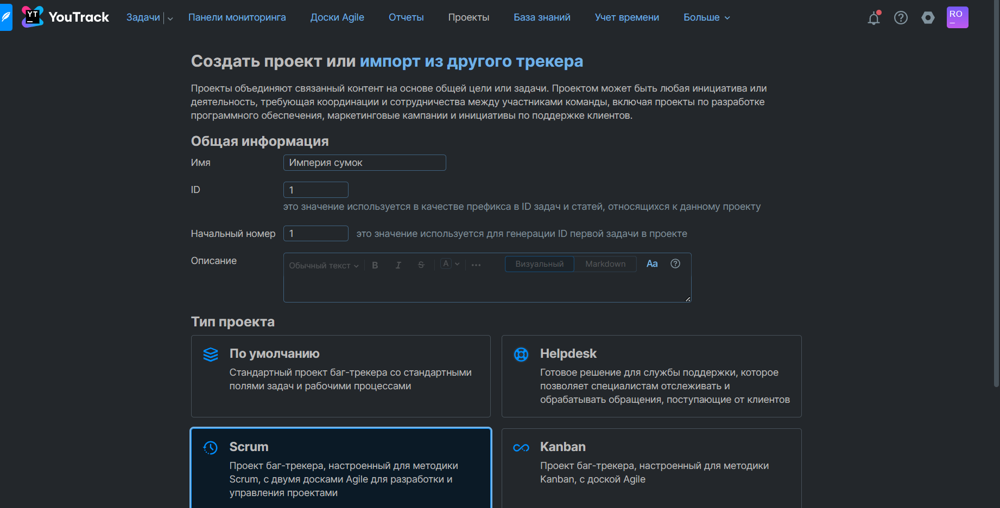 YT
YouTrack
Задачи
Панели мониторинга
Доски Agile
Отчеты
Проекты
База знаний
Учет времени
Больше
RO
Создать проект или импорт из другого трекера
Проекты объединяют связанный контент на основе общей цели или задачи. Проектом может быть любая инициатива или
деятельность, требующая координации и сотрудничества между участниками команды, включая проекты по разработке
программного обеспечения, маркетинговые кампании и инициативы по поддержке клиентов.
Общая информация
Имя
Империя сумок
ID
1
это значение используется в качестве префикса в ID задач и статей, относящихся к данному проекту
Начальный номер
1
это значение используется для генерации ID первой задачи в проекте
Описание
Обычный текст
B
I
S
A
Визуальный
Markdown
Aa
Тип проекта
По умолчанию
Стандартный проект баг-трекера со стандартными
полями задач и рабочими процессами
Helpdesk
Готовое решение для службы поддержки, которое
позволяет специалистам отслеживать и
обрабатывать обращения, поступающие от клиентов
Scrum
Проект баг-трекера, настроенный для методики
Scrum, с двумя досками Agile для разработки и
управления проектами
Kanban
Проект баг-трекера, настроенный для методики
Kanban, с доской Agile